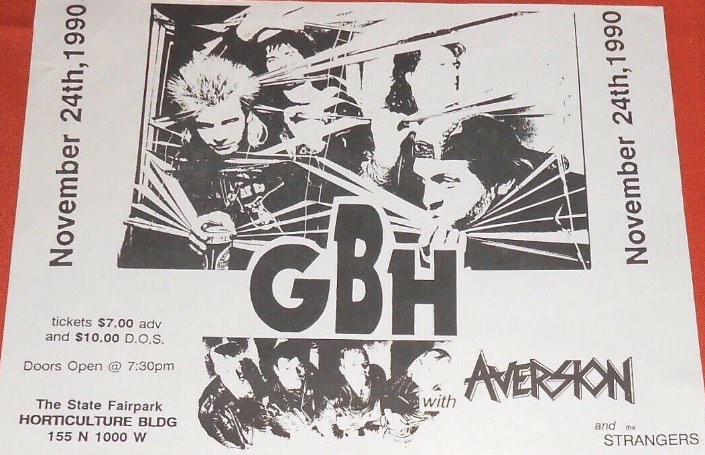 November 24th,1990
November 24th,1990
GBH
tickets $7.00 adv
and $10.00 D.O.S.
Doors Open @ 7:30pm
The State Fairpark
HORTICULTURE BLDG
155 N 1000 W
with AVERSION
and the
STRANGERS